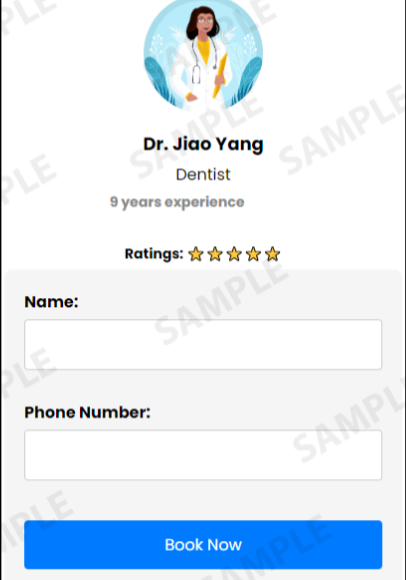 Dr. Jiao Yang
Dentist
9 years experience
Ratings:
Name:
Phone Number:
Book Now
SAMPLE
SAMPLE
SAMPLE
SAMPLE
SAMPLE
SAMPLE